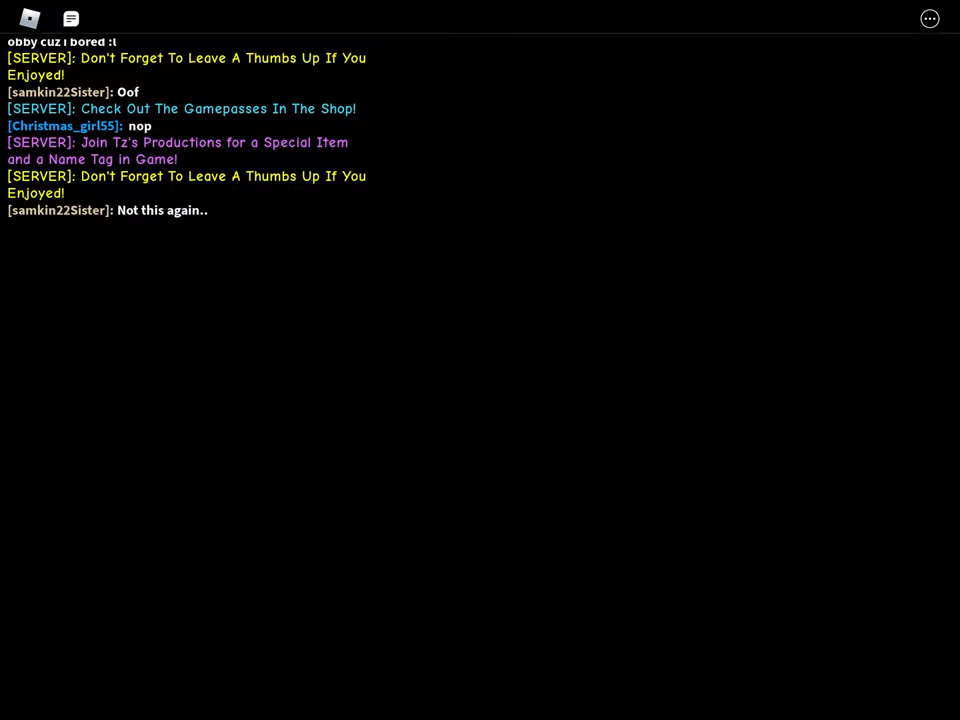 obby cuz i bored :l
[SERVER]: Don't Forget To Leave A Thumbs Up If You
Enjoyed!
[samkin22Sister]: Oof
[SERVER]: Check Out The Gamepasses In The Shop!
[Christmas_girl55]: nop
[SERVER]: Join Tz's Productions for a Special Item
and a Name Tag in Game!
[SERVER]: Don't Forget To Leave A Thumbs Up If You
Enjoyed!
[samkin22Sister]: Not this again..